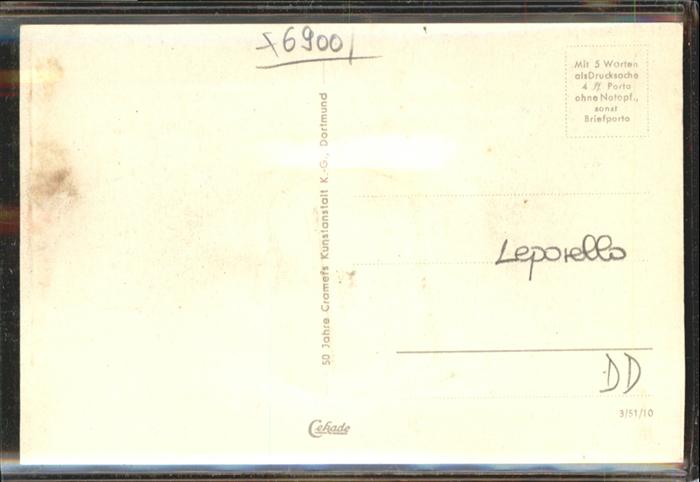 x6900/
Mit 5 Worten
als Drucksache
4 ₰ Porto
ohne Notopf.,
sonst
Briefporto
50 Jahre Cramers Kunstanstalt K.-G., Dortmund
Leporello
DD
Cekade
3/51/10